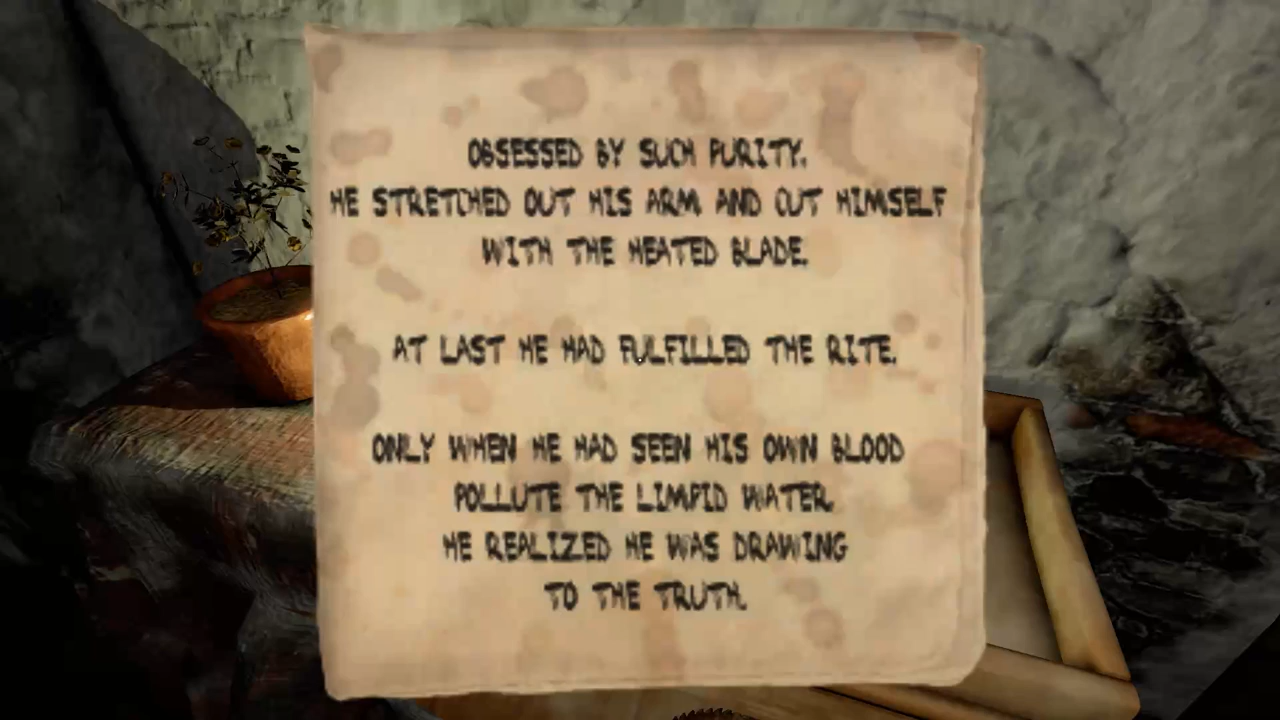 OBSESSED BY SUCH PURITY.
HE STRETCHED OUT HIS ARM AND CUT HIMSELF
WITH THE HEATED BLADE.
AT LAST HE HAD FULFILLED THE RITE.
ONLY WHEN HE HAD SEEN HIS OWN BLOOD
POLLUTE THE LIMPID WATER
HE REALIZED HE WAS DRAWING
TO THE TRUTH.